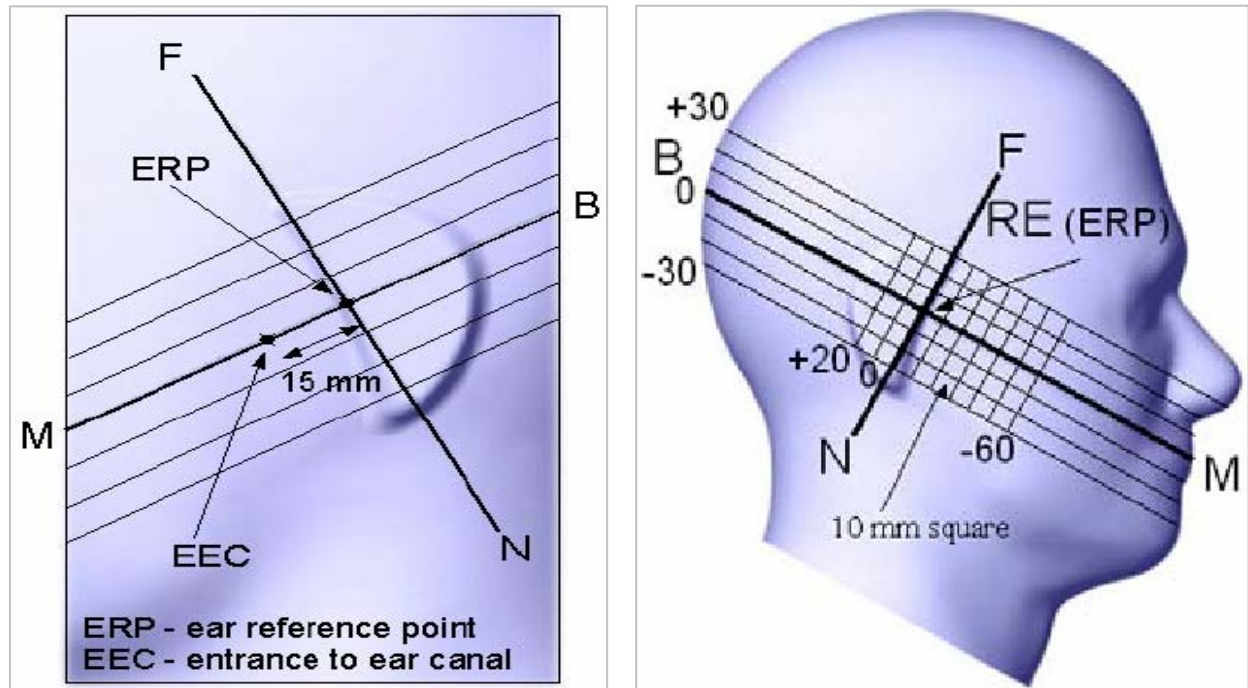 F
ERP
B
15 mm
M
EEC
N
ERP - ear reference point
EEC - entrance to ear canal
+30
B
F
0
RE (ERP)
-30
+20
0
N
-60
M
10 mm square